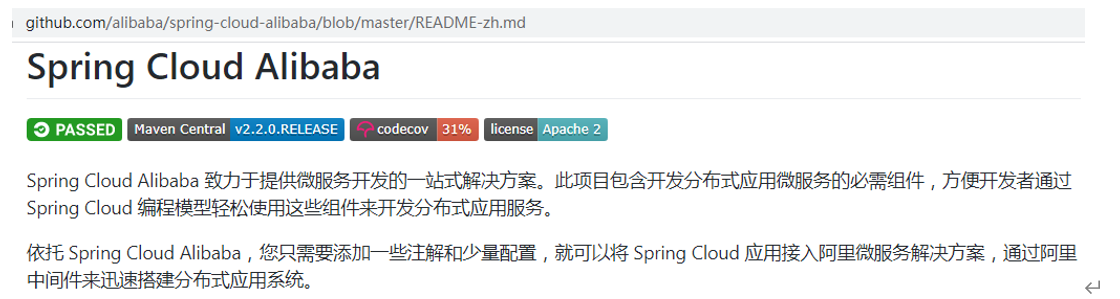 github.com/alibaba/spring-cloud-alibaba/blob/master/README-zh.md
Spring Cloud Alibaba
PASSED Maven Central v2.2.0.RELEASE codecov 31% license Apache 2
Spring Cloud Alibaba 致力于提供微服务开发的一站式解决方案。此项目包含开发分布式应用微服务的必需组件，方便开发者通过
Spring Cloud 编程模型轻松使用这些组件来开发分布式应用服务。
依托 Spring Cloud Alibaba，您只需要添加一些注解和少量配置，就可以将 Spring Cloud 应用接入阿里微服务解决方案，通过阿里
中间件来迅速搭建分布式应用系统。